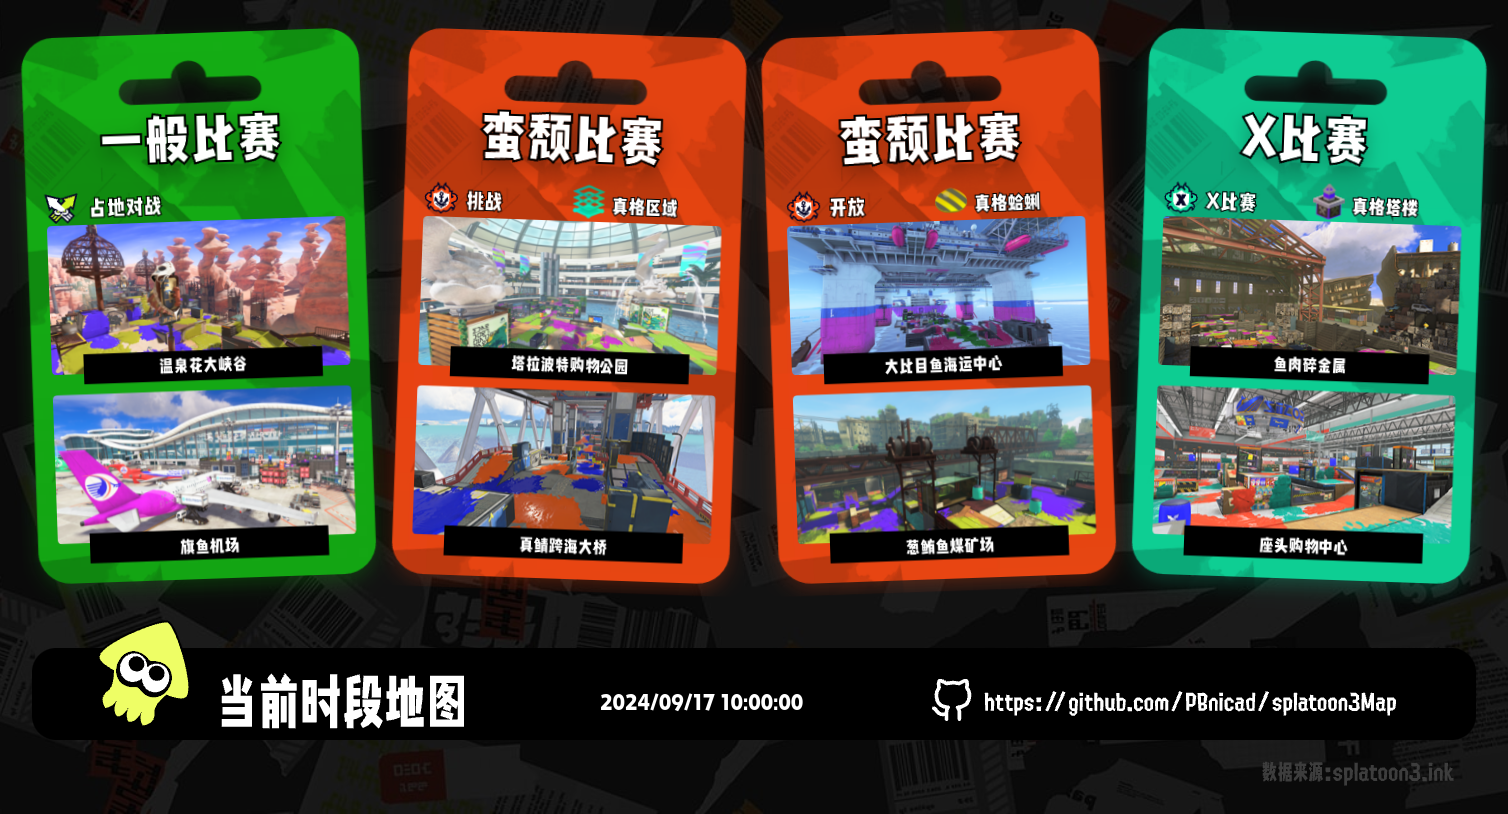 一般比赛
占地对战
温泉花大峡谷
旗鱼机场
蛮颓比赛
挑战
真格区域
塔拉波特购物公园
真鲭跨海大桥
蛮颓比赛
开放
真格蛤蜊
大比目鱼海运中心
葱鲔鱼煤矿场
X比赛
X比赛
真格塔楼
鱼肉碎金属
座头购物中心
当前时段地图
2024/09/17 10:00:00
https://github.com/PBnicad/splatoon3Map
数据来源:splatoon3.ink